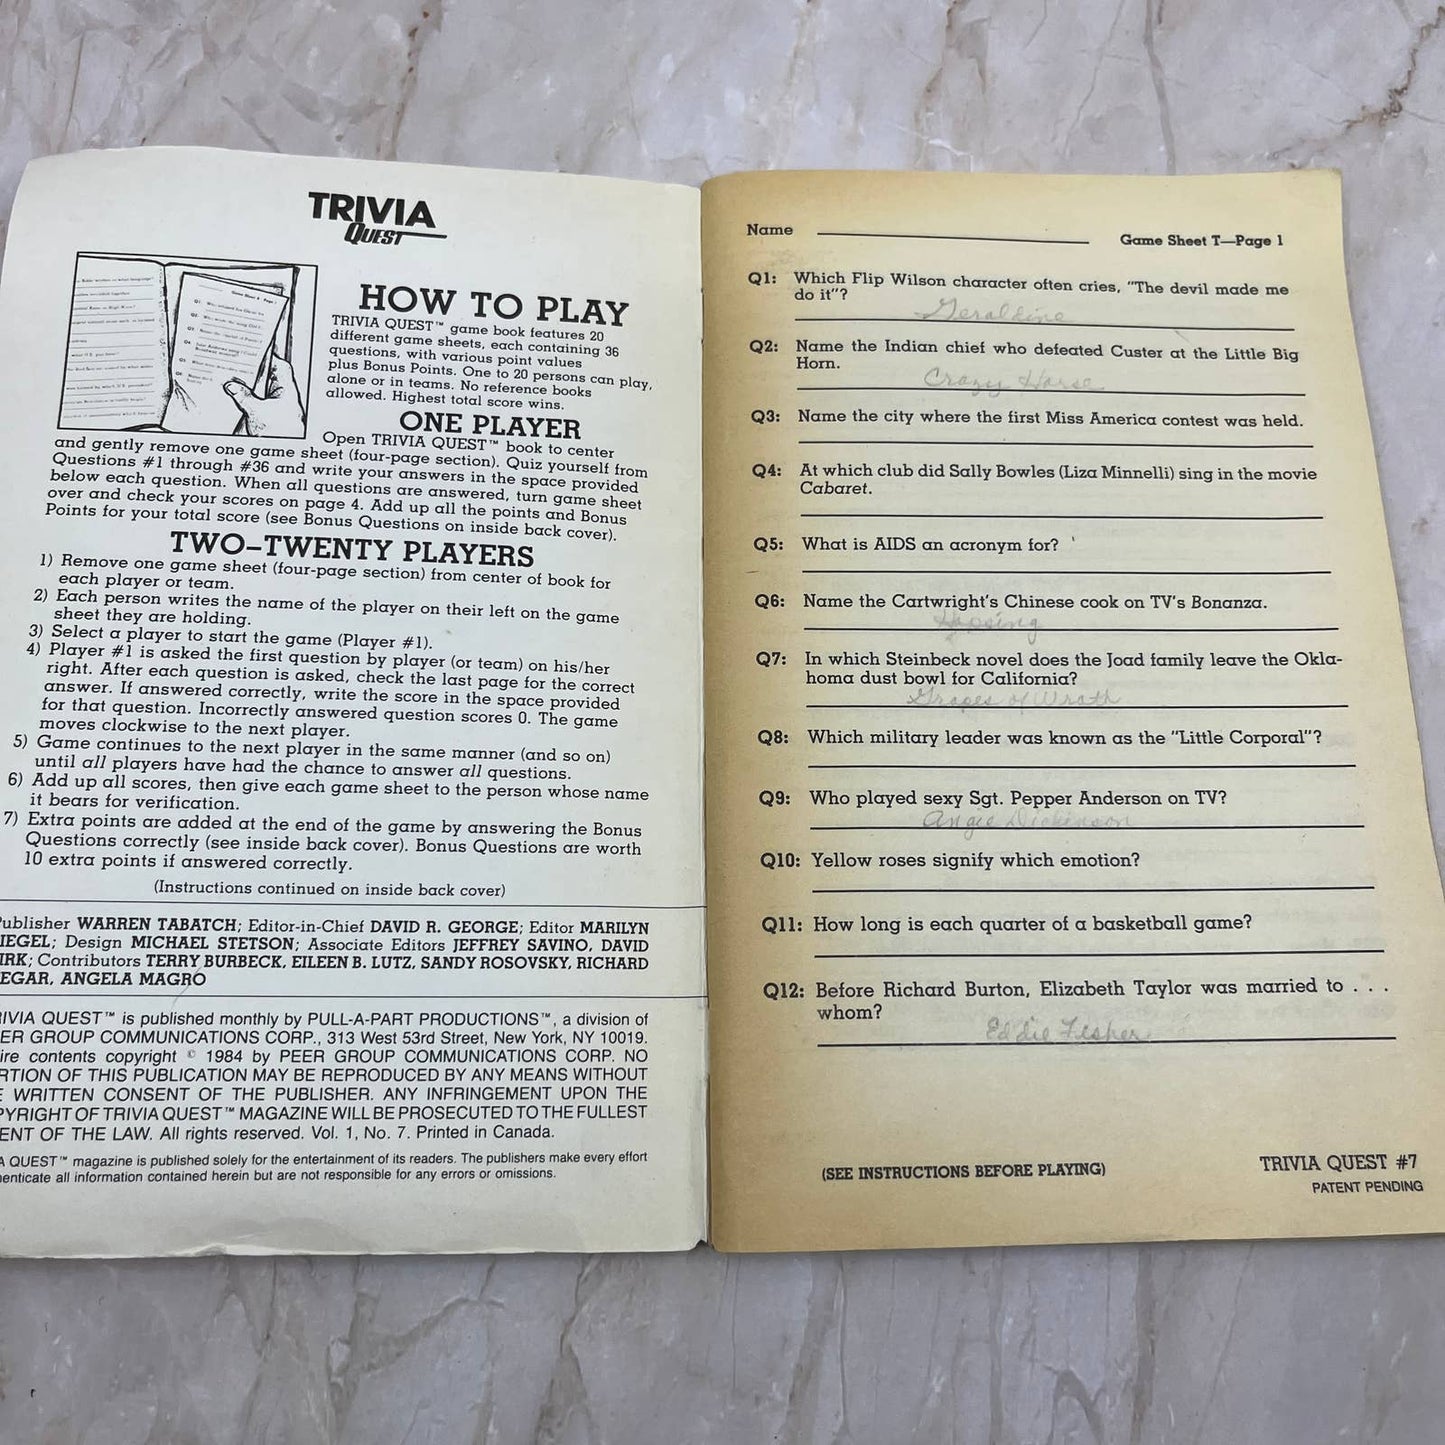 TRIVIA
QUEST
HOW TO PLAY
TRIVIA QUEST™ game book features 20
different game sheets, each containing 36
questions, with various point values
plus Bonus Points. One to 20 persons can play,
alone or in teams. No reference books
allowed. Highest total score wins.
ONE PLAYER
Open TRIVIA QUEST™ book to center
and gently remove one game sheet (four-page section). Quiz yourself from
Questions #1 through #36 and write your answers in the space provided
below each question. When all questions are answered, turn game sheet
over and check your scores on page 4. Add up all the points and Bonus
Points for your total score (see Bonus Questions on inside back cover).
TWO-TWENTY PLAYERS
1) Remove one game sheet (four-page section) from center of book for
each player or team.
2) Each person writes the name of the player on their left on the game
sheet they are holding.
3) Select a player to start the game (Player #1).
4) Player #1 is asked the first question by player (or team) on his/her
right. After each question is asked, check the last page for the correct
answer. If answered correctly, write the score in the space provided
for that question. Incorrectly answered question scores 0. The game
moves clockwise to the next player.
5) Game continues to the next player in the same manner (and so on)
until all players have had the chance to answer all questions.
6) Add up all scores, then give each game sheet to the person whose name
it bears for verification.
7) Extra points are added at the end of the game by answering the Bonus
Questions correctly (see inside back cover). Bonus Questions are worth
10 extra points if answered correctly.
(Instructions continued on inside back cover)
ublisher WARREN TABATCH; Editor-in-Chief DAVID R. GEORGE; Editor MARILYN
IEGEL; Design MICHAEL STETSON; Associate Editors JEFFREY SAVINO, DAVID
IRK; Contributors TERRY BURBECK, EILEEN B. LUTZ, SANDY ROSOVSKY, RICHARD
EGAR, ANGELA MAGRO
IVIA QUEST™ is published monthly by PULL-A-PART PRODUCTIONS™, a division of
ER GROUP COMMUNICATIONS CORP., 313 West 53rd Street, New York, NY 10019.
ire contents copyright © 1984 by PEER GROUP COMMUNICATIONS CORP. NO
RTION OF THIS PUBLICATION MAY BE REPRODUCED BY ANY MEANS WITHOUT
E WRITTEN CONSENT OF THE PUBLISHER. ANY INFRINGEMENT UPON THE
PYRIGHT OF TRIVIA QUEST™ MAGAZINE WILL BE PROSECUTED TO THE FULLEST
ENT OF THE LAW. All rights reserved. Vol. 1, No. 7. Printed in Canada.
A QUEST™ magazine is published solely for the entertainment of its readers. The publishers make every effort
henticate all information contained herein but are not responsible for any errors or omissions.
Name
Game Sheet T—Page 1
Q1: Which Flip Wilson character often cries, "The devil made me
do it"?
Geraldine
Q2: Name the Indian chief who defeated Custer at the Little Big
Horn.
Crazy Horse
Q3: Name the city where the first Miss America contest was held.
Q4: At which club did Sally Bowles (Liza Minnelli) sing in the movie
Cabaret.
Q5: What is AIDS an acronym for?
Q6: Name the Cartwright's Chinese cook on TV's Bonanza.
Hopsing
Q7: In which Steinbeck novel does the Joad family leave the Okla-
homa dust bowl for California?
Grapes of Wrath
Q8: Which military leader was known as the "Little Corporal"?
Q9: Who played sexy Sgt. Pepper Anderson on TV?
Angie Dickenson
Q10: Yellow roses signify which emotion?
Q11: How long is each quarter of a basketball game?
Q12: Before Richard Burton, Elizabeth Taylor was married to . . .
whom?
Eddie Fisher
(SEE INSTRUCTIONS BEFORE PLAYING)
TRIVIA QUEST #7
PATENT PENDING